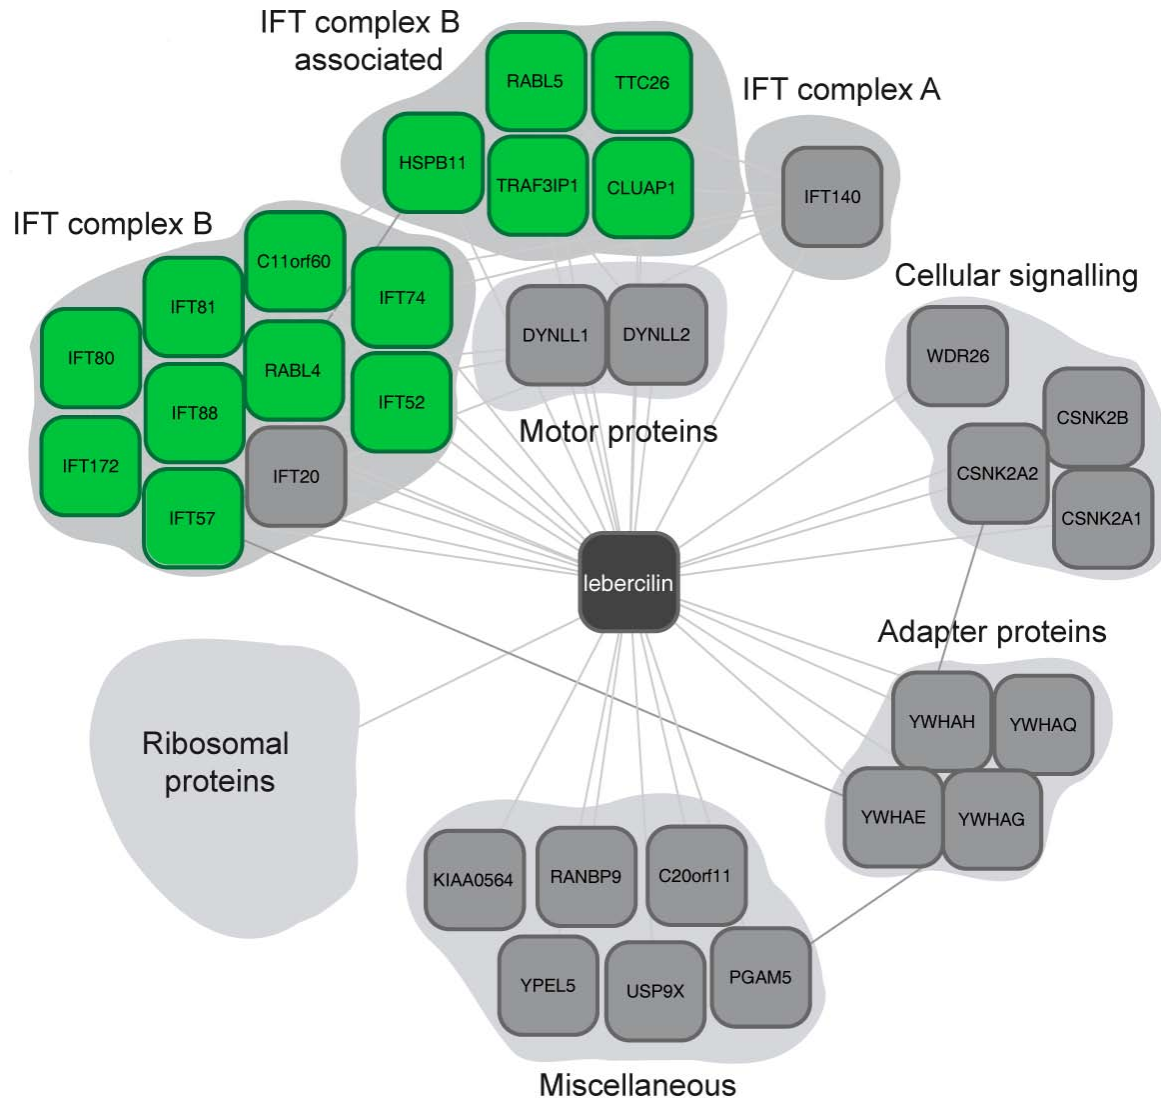 IFT complex B
associated
RABL5
TTC26
IFT complex A
HSPB11
TRAF3IP1
CLUAP1
IFT140
IFT complex B
C11orf60
IFT81
IFT74
IFT80
RABL4
IFT88
IFT52
IFT172
IFT20
IFT57
DYNLL1
DYNLL2
Motor proteins
Cellular signalling
WDR26
CSNK2B
CSNK2A2
CSNK2A1
lebercilin
Adapter proteins
YWHAH
YWHAQ
YWHAE
YWHAG
Ribosomal
proteins
KIAA0564
RANBP9
C20orf11
YPEL5
USP9X
PGAM5
Miscellaneous